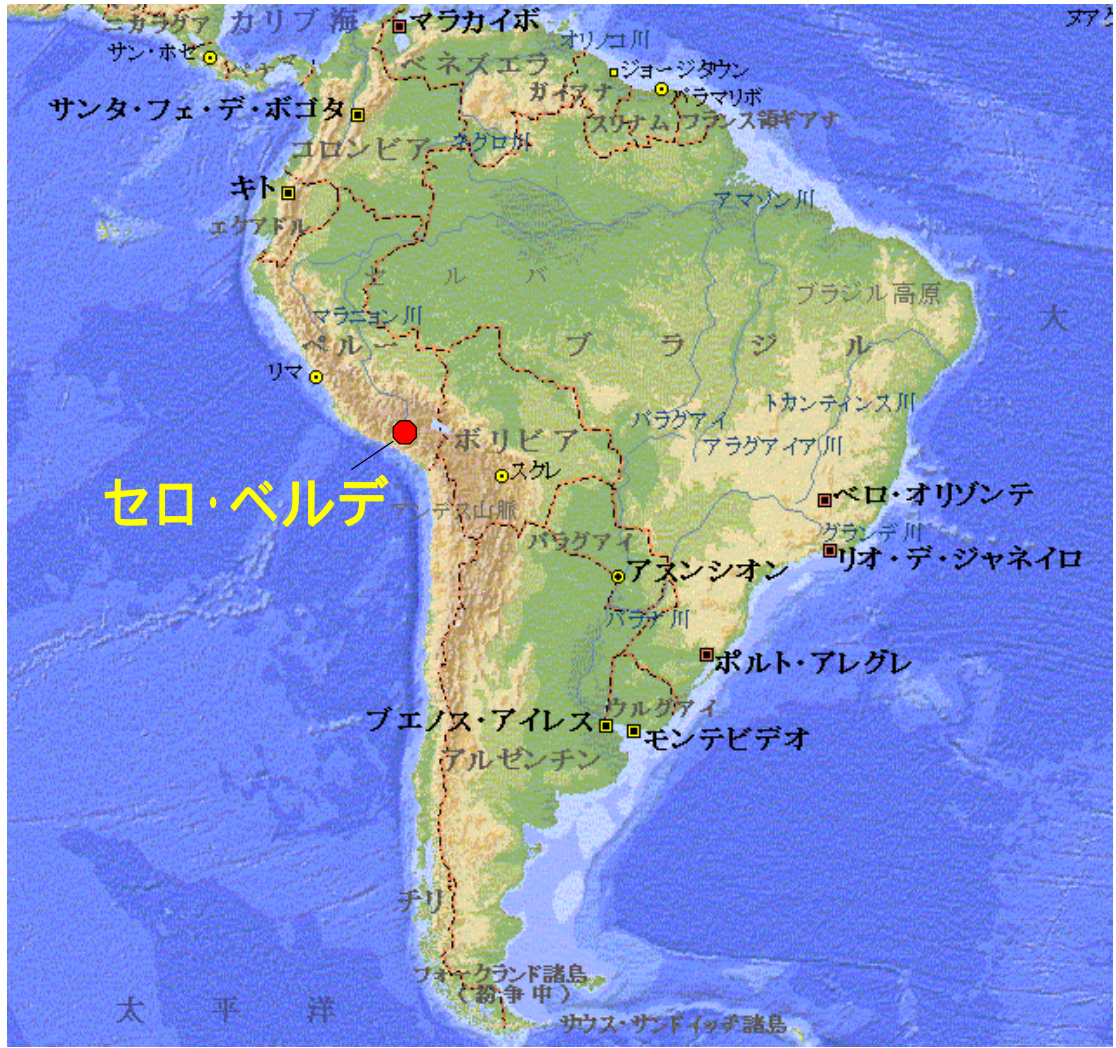 ニカラグア
カリブ海
マラカイボ
サン・ホセ
パナマ
ベネズエラ
オリノコ川
ジョージタウン
ガイアナ
パラマリボ
サンタ・フェ・デ・ボゴタ
スリナム
フランス領ギアナ
コロンビア
ネグロ川
キト
アマゾン川
エクアドル
セルバ
ブラジル高原
大
マラニョン川
ペルー
ブラジル
リマ
トカンティンス川
パラグアイ
アラグアイア川
ボリビア
スクレ
セロ・ベルデ
アンデス山脈
ベロ・オリゾンテ
グランデ川
パラグアイ
リオ・デ・ジャネイロ
アスンシオン
パラナ川
ポルト・アレグレ
ウルグアイ
ブエノス・アイレス
モンテビデオ
アルゼンチン
チリ
フォークランド諸島
(紛争中)
太平洋
サウス・サンドイッチ諸島